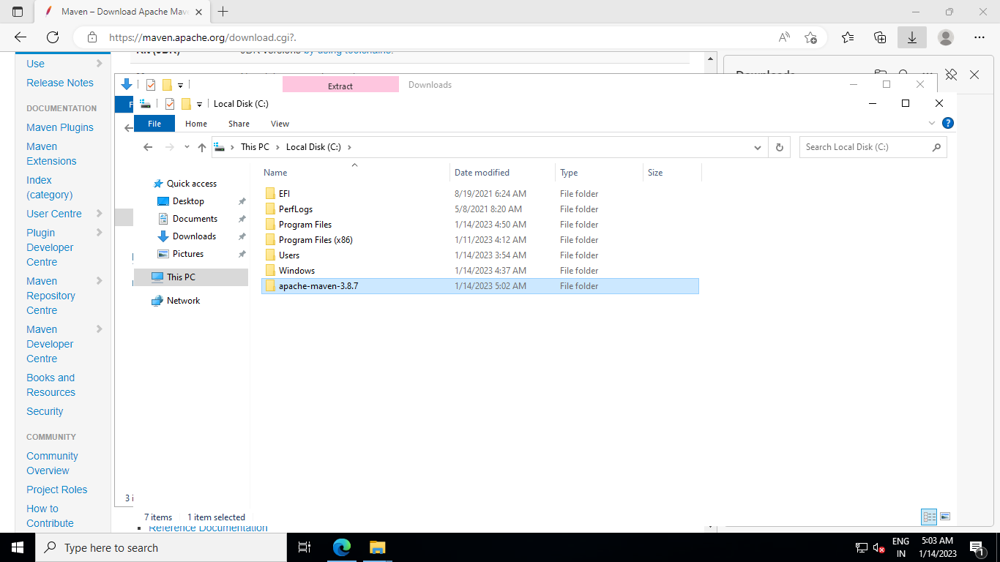 Maven – Download Apache Mav
https://maven.apache.org/download.cgi?.
Use
Release Notes
DOCUMENTATION
Maven Plugins
Maven
Extensions
Index
(category)
User Centre
Plugin
Developer
Centre
Maven
Repository
Centre
Maven
Developer
Centre
Books and
Resources
Security
COMMUNITY
Community
Overview
Project Roles
How to
Contribute
Downloads
Extract
Downloads
F
Local Disk (C:)
File
Home
Share
View
?
This PC
Local Disk (C:)
Search Local Disk (C:)
Quick access
Desktop
Documents
Downloads
Pictures
This PC
Network
Name Date modified Type Size
EFI 8/19/2021 6:24 AM File folder
PerfLogs 5/8/2021 8:20 AM File folder
Program Files 1/14/2023 4:50 AM File folder
Program Files (x86) 1/11/2023 4:12 AM File folder
Users 1/14/2023 3:54 AM File folder
Windows 1/14/2023 4:37 AM File folder
apache-maven-3.8.7 1/14/2023 5:02 AM File folder
3 i
7 items 1 item selected
Reference Documentation
Type here to search
ENG
IN
5:03 AM
1/14/2023
1